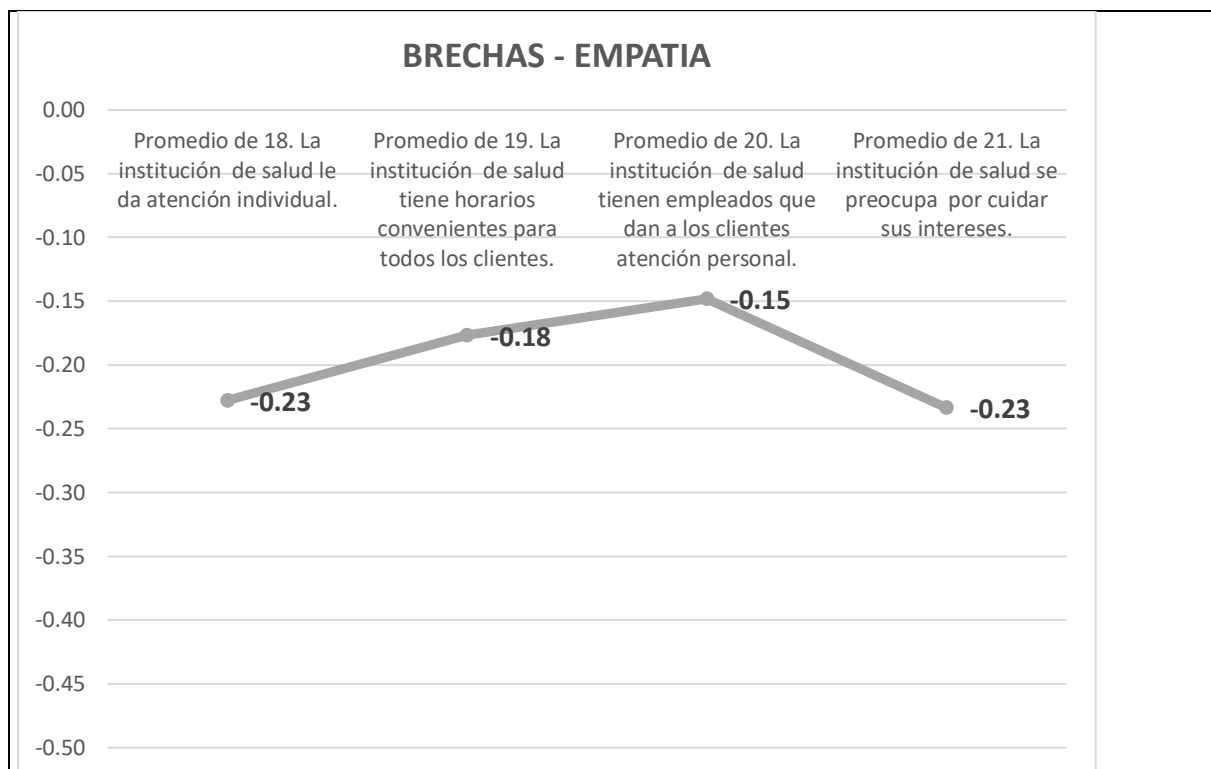 BRECHAS - EMPATIA
0.00
-0.05
-0.10
-0.15
-0.20
-0.25
-0.30
-0.35
-0.40
-0.45
-0.50
Promedio de 18. La
institución de salud le
da atención individual.
Promedio de 19. La
institución de salud
tiene horarios
convenientes para
todos los clientes.
Promedio de 20. La
institución de salud
tienen empleados que
dan a los clientes
atención personal.
Promedio de 21. La
institución de salud se
preocupa por cuidar
sus intereses.
-0.23
-0.18
-0.15
-0.23